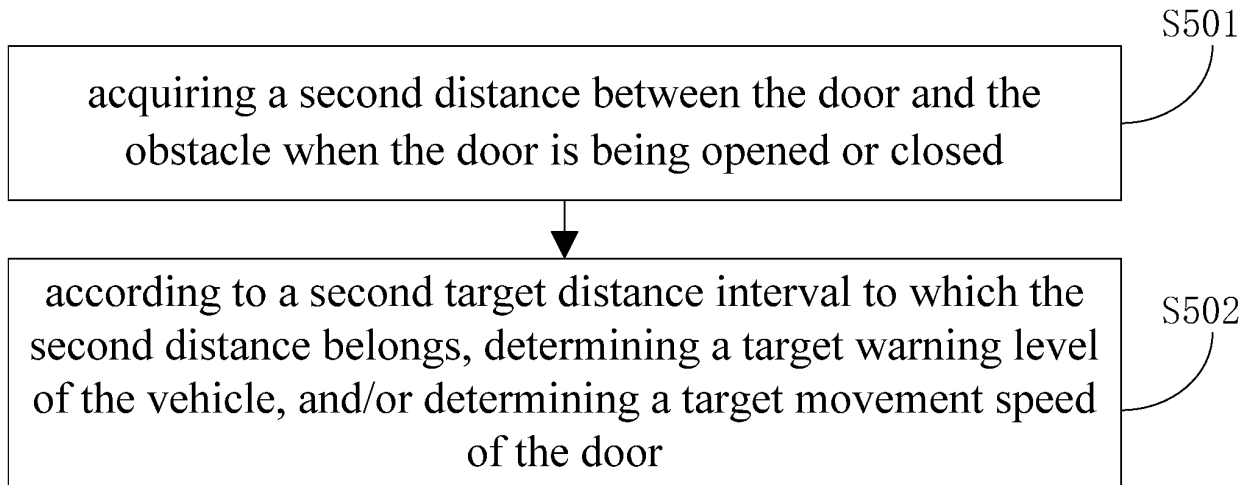 S501
acquiring a second distance between the door and the
obstacle when the door is being opened or closed
according to a second target distance interval to which the
second distance belongs, determining a target warning level
of the vehicle, and/or determining a target movement speed
of the door
S502